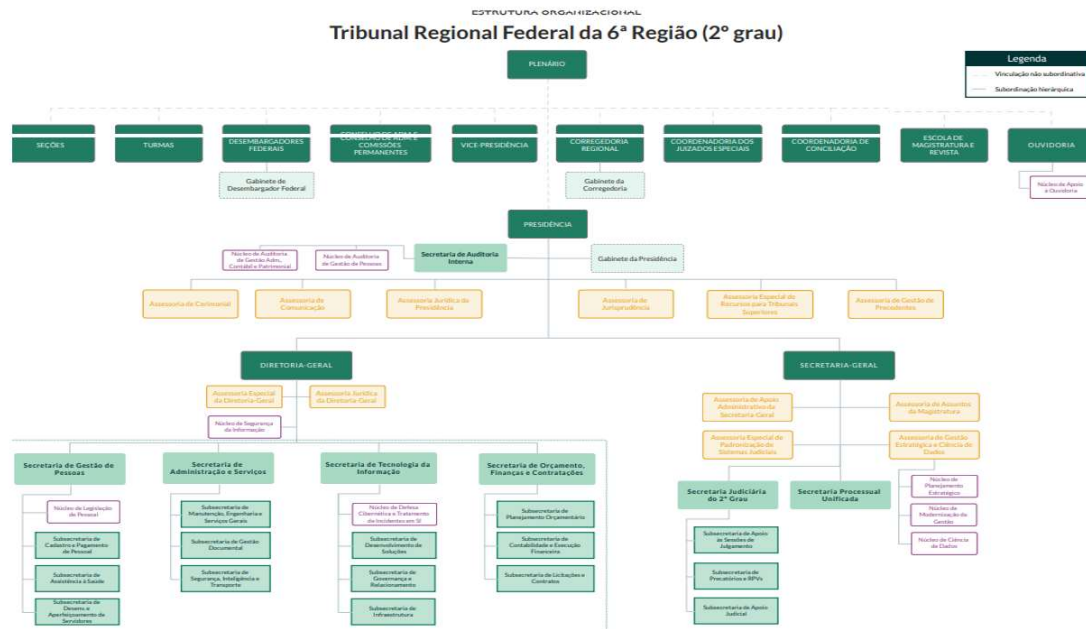 ESTRUTURA ORGANIZACIONAL
Tribunal Regional Federal da 6ª Região (2º grau)
PLENÁRIO
Legenda
Vinculação não subordinativa
Subordinação hierárquica
SEÇÕES
TURMAS
DESEMBARGADORES
FEDERAIS
CONSELHO DE ADM E
COMISSÕES
PERMANENTES
VICE-PRESIDÊNCIA
CORREGEDORIA
REGIONAL
COORDENADORIA DOS
JUIZADOS ESPECIAIS
COORDENADORIA DE
CONCILIAÇÃO
ESCOLA DE
MAGISTRATURA E
REVISTA
OUVIDORIA
Gabinete de
Desembargador Federal
Gabinete da
Corregedoria
Núcleo de Apoio
à Ouvidoria
PRESIDÊNCIA
Núcleo de Auditoria
de Gestão Adm,
Contábil e Patrimonial
Núcleo de Auditoria
de Gestão de Pessoas
Secretaria de Auditoria
Interna
Gabinete da Presidência
Assessoria de Cerimonial
Assessoria de
Comunicação
Assessoria Jurídica da
Presidência
Assessoria de
Jurisprudência
Assessoria Especial de
Recursos para Tribunais
Superiores
Assessoria de Gestão de
Precedentes
DIRETORIA-GERAL
SECRETARIA-GERAL
Assessoria Especial
da Diretoria-Geral
Assessoria Jurídica
da Diretoria-Geral
Núcleo de Segurança
da Informação
Assessoria de Apoio
Administrativo da
Secretaria Geral
Assessoria de Assuntos
da Magistratura
Assessoria Especial de
Padronização de
Sistemas Judiciais
Assessoria de Gestão
Estratégica e Ciência de
Dados
Secretaria de Gestão de
Pessoas
Núcleo de Legislação
de Pessoal
Subsecretaria de
Cadastro e Pagamento
de Pessoal
Subsecretaria de
Assistência à Saúde
Subsecretaria de
Desenv. e
Aperfeiçoamento de
Servidores
Secretaria de
Administração e Serviços
Subsecretaria de
Manutenção, Engenharia e
Serviços Gerais
Subsecretaria de Gestão
Documental
Subsecretaria de
Segurança, Inteligência e
Transporte
Secretaria de Tecnologia da
Informação
Núcleo de Defesa
Cibernética e Tratamento
de Incidentes em SI
Subsecretaria de
Desenvolvimento de
Soluções
Subsecretaria de
Governança e
Relacionamento
Subsecretaria de
Infraestrutura
Secretaria de Orçamento,
Finanças e Contratações
Subsecretaria de
Planejamento Orçamentário
Subsecretaria de
Contabilidade e Execução
Financeira
Subsecretaria de Licitações e
Contratos
Secretaria Judiciária
do 2º Grau
Subsecretaria de Apoio
às Sessões de
Julgamento
Subsecretaria de
Precatórios e RPVs
Subsecretaria de Apoio
Judicial
Secretaria Processual
Unificada
Núcleo de
Planejamento
Estratégico
Núcleo de
Modernização da
Gestão
Núcleo de Ciência
de Dados